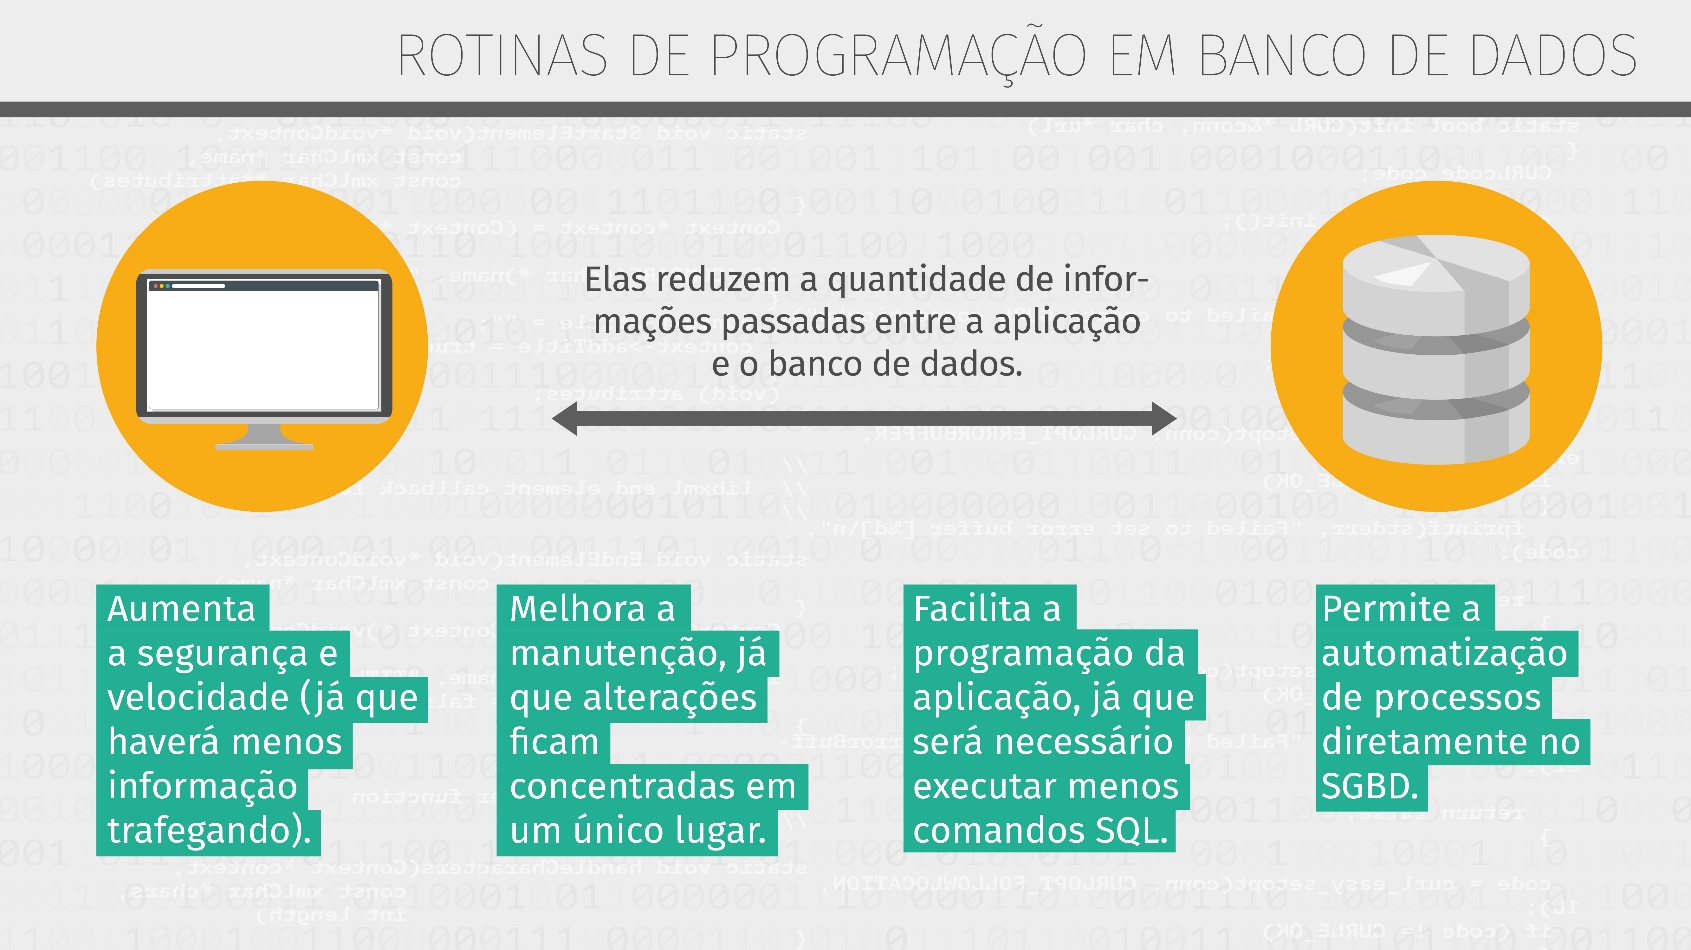 ROTINAS DE PROGRAMAÇÃO EM BANCO DE DADOS
Elas reduzem a quantidade de infor-
mações passadas entre a aplicação
e o banco de dados.
Aumenta
a segurança e
velocidade (já que
haverá menos
informação
trafegando).
Melhora a
manutenção, já
que alterações
ficam
concentradas em
um único lugar.
Facilita a
programação da
aplicação, já que
será necessário
executar menos
comandos SQL.
Permite a
automatização
de processos
diretamente no
SGBD.